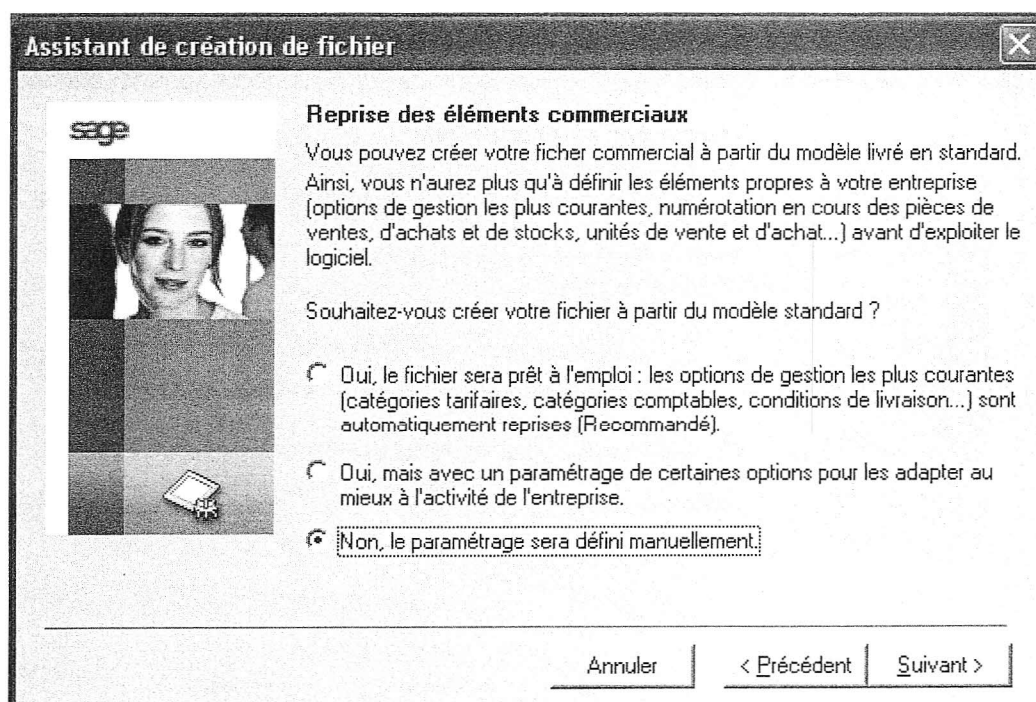 Assistant de création de fichier
sage
Reprise des éléments commerciaux
Vous pouvez créer votre ficher commercial à partir du modèle livré en standard.
Ainsi, vous n'aurez plus qu'à définir les éléments propres à votre entreprise
(options de gestion les plus courantes, numérotation en cours des pièces de
ventes, d'achats et de stocks, unités de vente et d'achat...) avant d'exploiter le
logiciel.
Souhaitez-vous créer votre fichier à partir du modèle standard ?
Oui, le fichier sera prêt à l'emploi : les options de gestion les plus courantes
(catégories tarifaires, catégories comptables, conditions de livraison...) sont
automatiquement reprises (Recommandé).
Oui, mais avec un paramétrage de certaines options pour les adapter au
mieux à l'activité de l'entreprise.
Non, le paramétrage sera défini manuellement.
Annuler
< Précédent
Suivant >